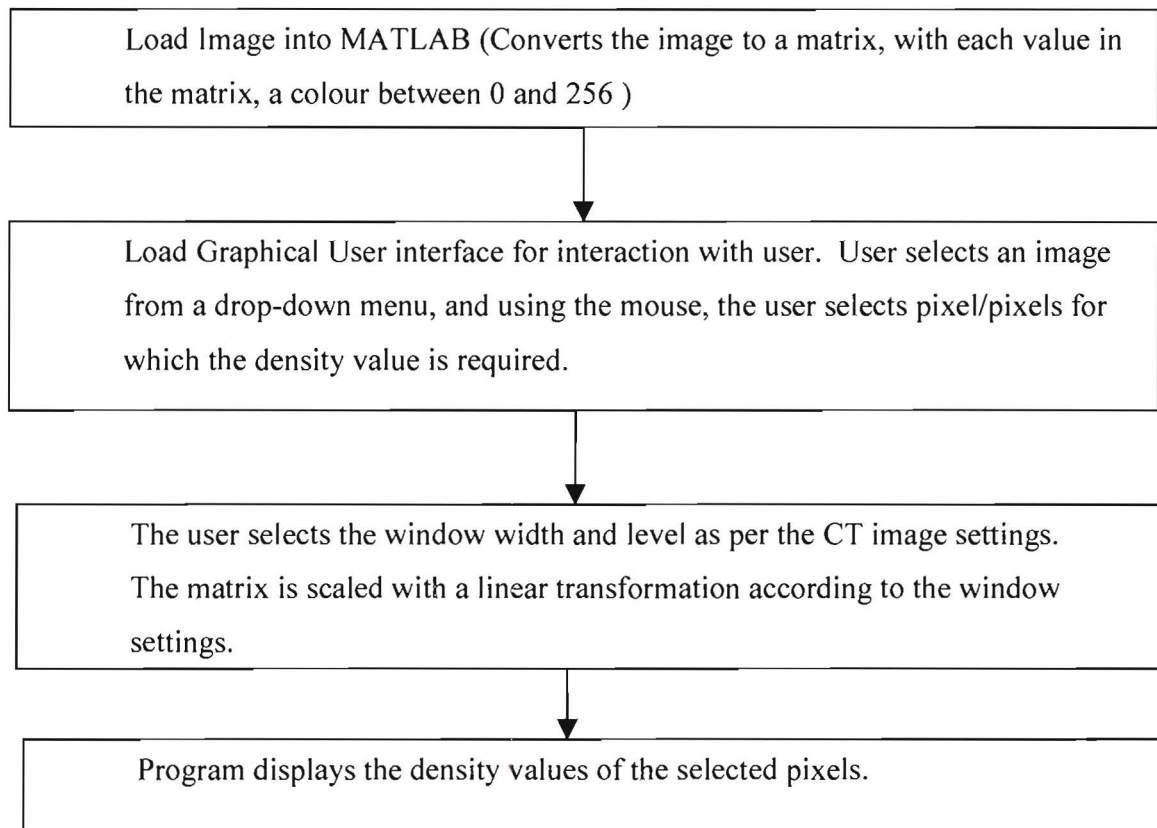 Load Image into MATLAB (Converts the image to a matrix, with each value in
the matrix, a colour between 0 and 256 )
Load Graphical User interface for interaction with user. User selects an image
from a drop-down menu, and using the mouse, the user selects pixel/pixels for
which the density value is required.
The user selects the window width and level as per the CT image settings.
The matrix is scaled with a linear transformation according to the window
settings.
Program displays the density values of the selected pixels.